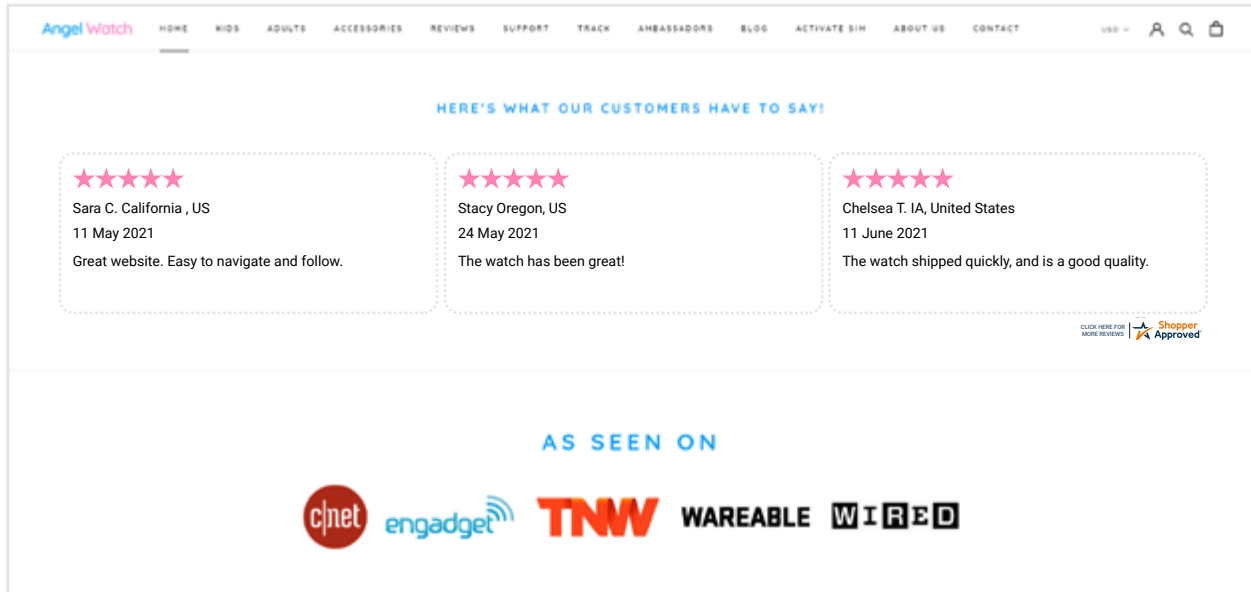 Angel Watch HOME KIDS ADULTS ACCESSORIES REVIEWS SUPPORT TRACK AMBASSADORS BLOG ACTIVATE SIM ABOUT US CONTACT USD
HERE'S WHAT OUR CUSTOMERS HAVE TO SAY!
Sara C. California , US
11 May 2021
Great website. Easy to navigate and follow.
Stacy Oregon, US
24 May 2021
The watch has been great!
Chelsea T. IA, United States
11 June 2021
The watch shipped quickly, and is a good quality.
CLICK HERE FOR
MORE REVIEWS
Shopper
Approved
AS SEEN ON
c|net engadget TNW WAREABLE WIRED